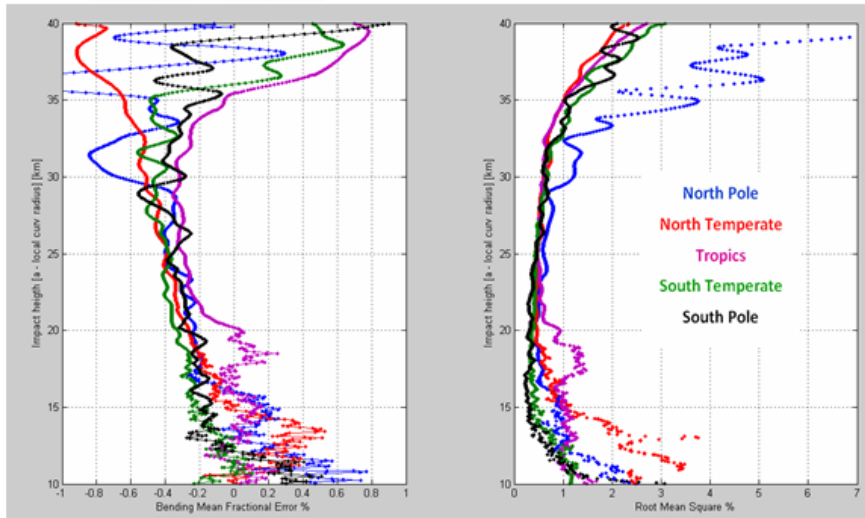 40
35
30
25
20
15
10
Impact heigth [a - local curv radius] [km]
-1 -0.8 -0.6 -0.4 -0.2 0 0.2 0.4 0.6 0.8 1
Bending Mean Fractional Error %
40
35
30
25
20
15
10
Impact heigth [a - local curv radius] [km]
North Pole
North Temperate
Tropics
South Temperate
South Pole
0 1 2 3 4 5 6 7
Root Mean Square %